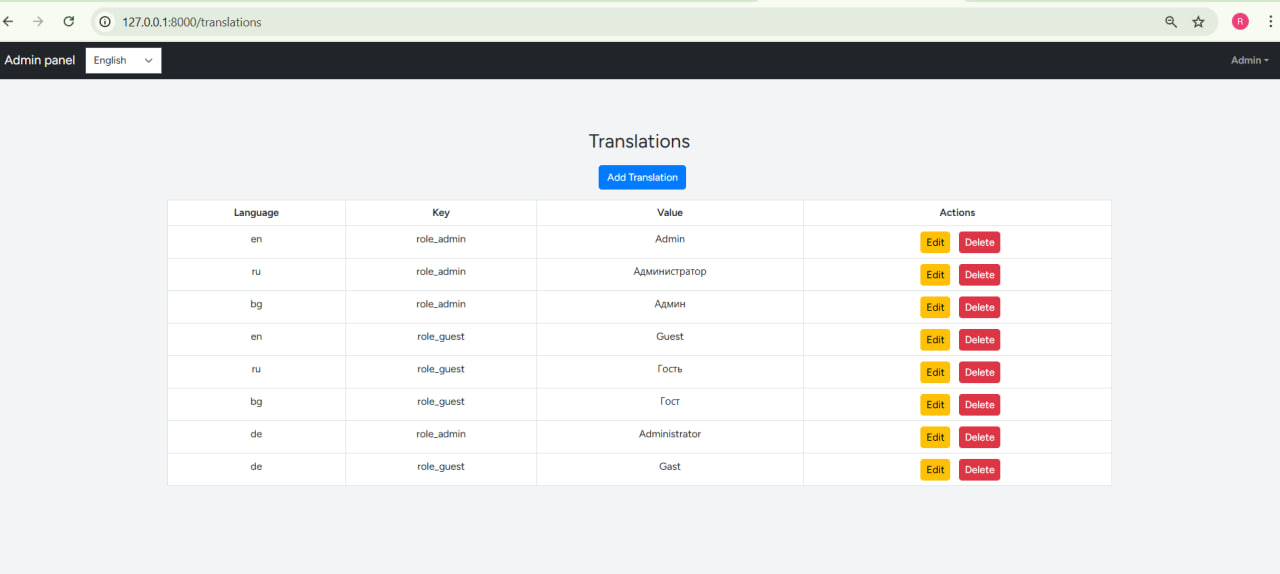 127.0.0.1:8000/translations
R
Admin panel English Admin
Translations
Add Translation
Language Key Value Actions
en role_admin Admin Edit Delete
ru role_admin Администратор Edit Delete
bg role_admin Админ Edit Delete
en role_guest Guest Edit Delete
ru role_guest Гость Edit Delete
bg role_guest Гост Edit Delete
de role_admin Administrator Edit Delete
de role_guest Gast Edit Delete